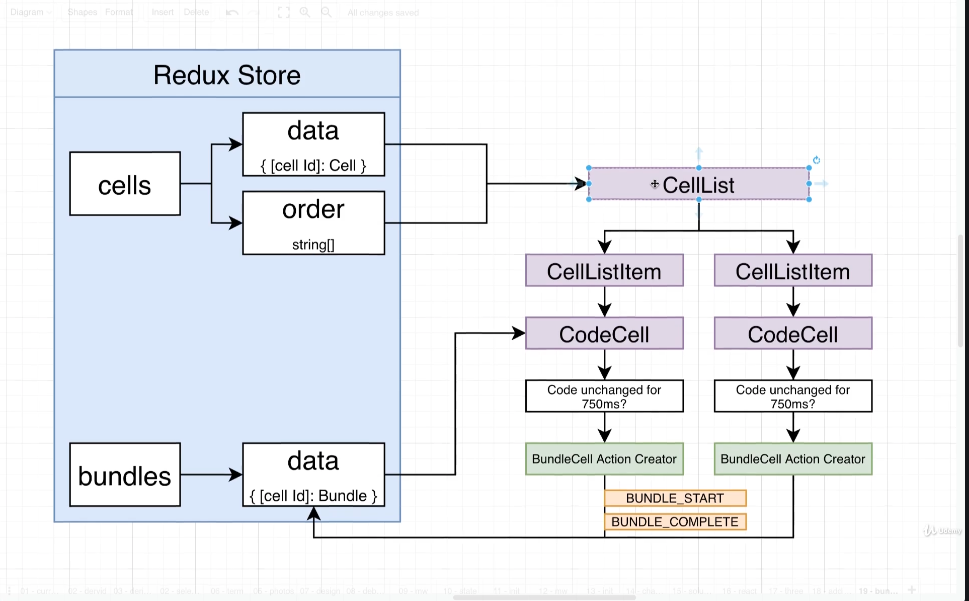 Diagram
Shapes Format Insert Delete All changes saved
Redux Store
cells
data
{ [cell Id]: Cell }
order
string[]
CellList
CellListItem
CellListItem
CodeCell
CodeCell
Code unchanged for
750ms?
Code unchanged for
750ms?
bundles
data
{ [cell Id]: Bundle }
BundleCell Action Creator
BundleCell Action Creator
BUNDLE_START
BUNDLE_COMPLETE
Udemy